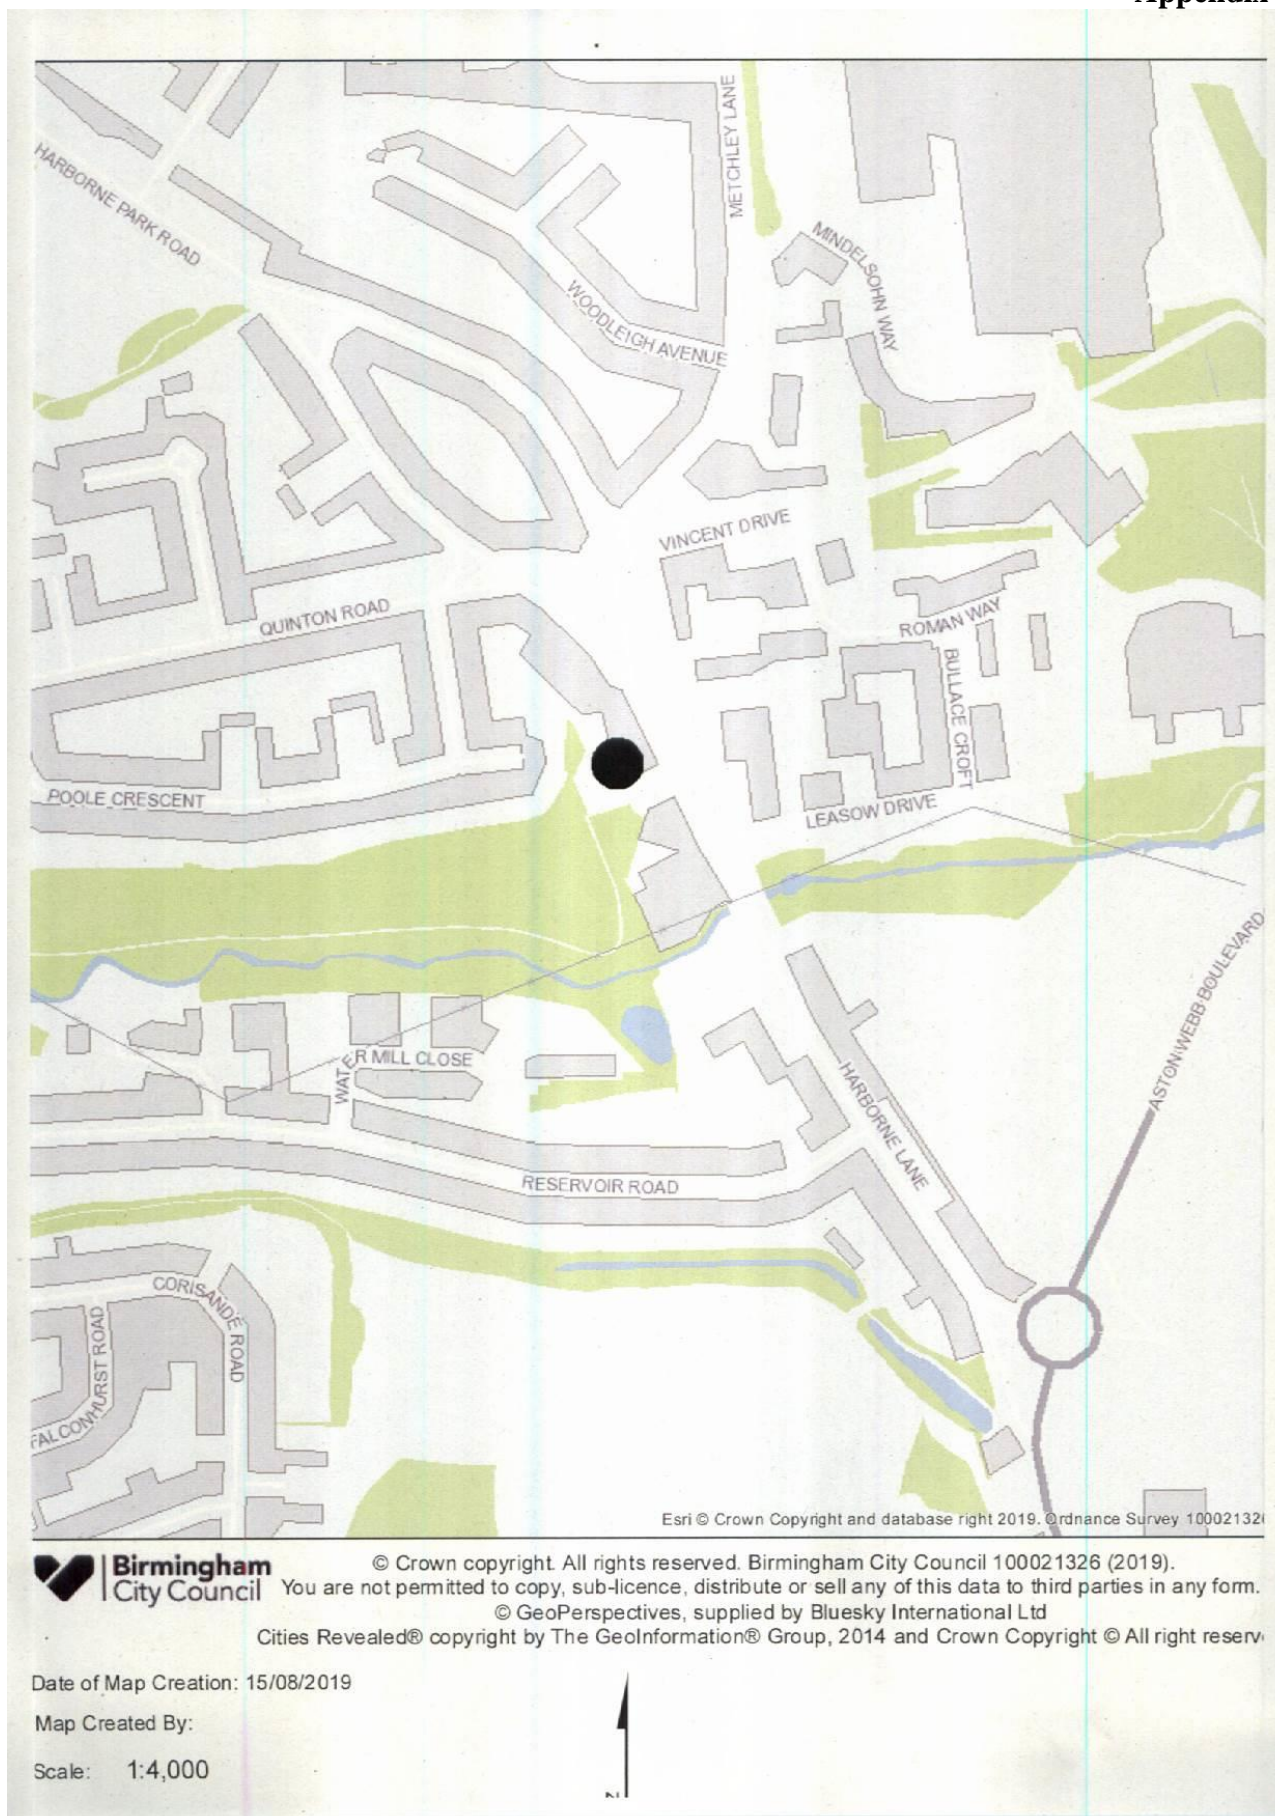 Appendix
METCHLEY LANE
HARBORNE PARK ROAD
MINDELSOHN WAY
WOODLEIGH AVENUE
VINCENT DRIVE
QUINTON ROAD
ROMAN WAY
BULLACE CROFT
POOLE CRESCENT
LEASOW DRIVE
ASTON WEBB BOULEVARD
WATER MILL CLOSE
HARBORNE LANE
RESERVOIR ROAD
CORISANDE ROAD
FALCONHURST ROAD
Esri © Crown Copyright and database right 2019. Ordnance Survey 10002132
Birmingham
City Council
© Crown copyright. All rights reserved. Birmingham City Council 100021326 (2019).
You are not permitted to copy, sub-licence, distribute or sell any of this data to third parties in any form.
© GeoPerspectives, supplied by Bluesky International Ltd
Cities Revealed® copyright by The GeoInformation® Group, 2014 and Crown Copyright © All right reserv
Date of Map Creation: 15/08/2019
Map Created By:
Scale: 1:4,000